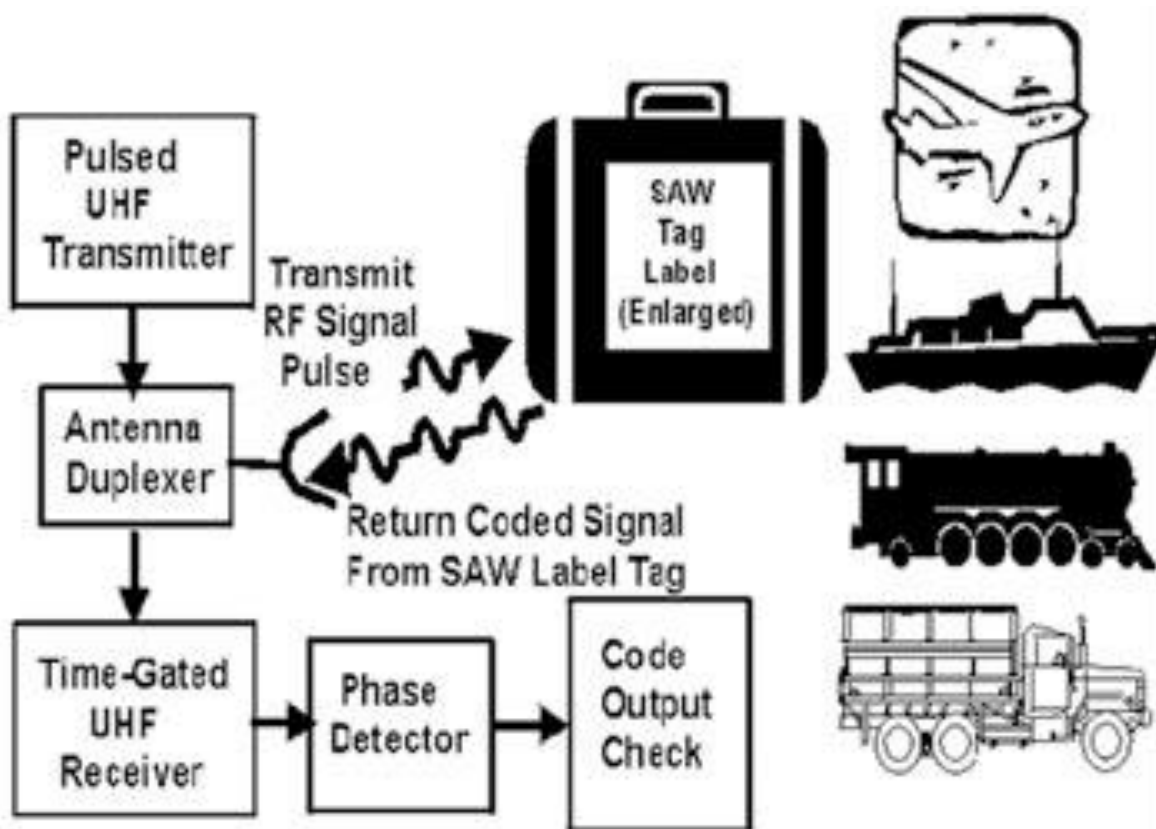 Pulsed
UHF
Transmitter
Transmit
RF Signal
Pulse
SAW
Tag
Label
(Enlarged)
Antenna
Duplexer
Return Coded Signal
From SAW Label Tag
Time-Gated
UHF
Receiver
Phase
Detector
Code
Output
Check